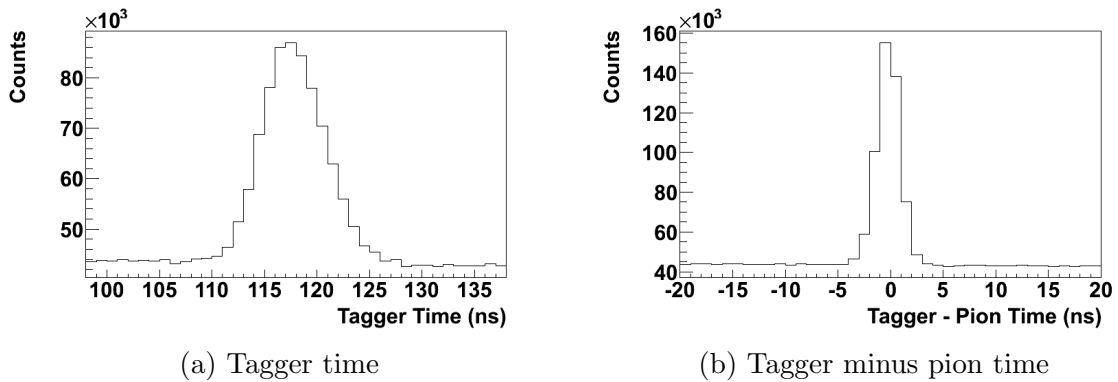 ×10³
Counts
80
70
60
50
100 105 110 115 120 125 130 135
Tagger Time (ns)
(a) Tagger time
×10³
Counts
160
140
120
100
80
60
40
-20 -15 -10 -5 0 5 10 15 20
Tagger - Pion Time (ns)
(b) Tagger minus pion time